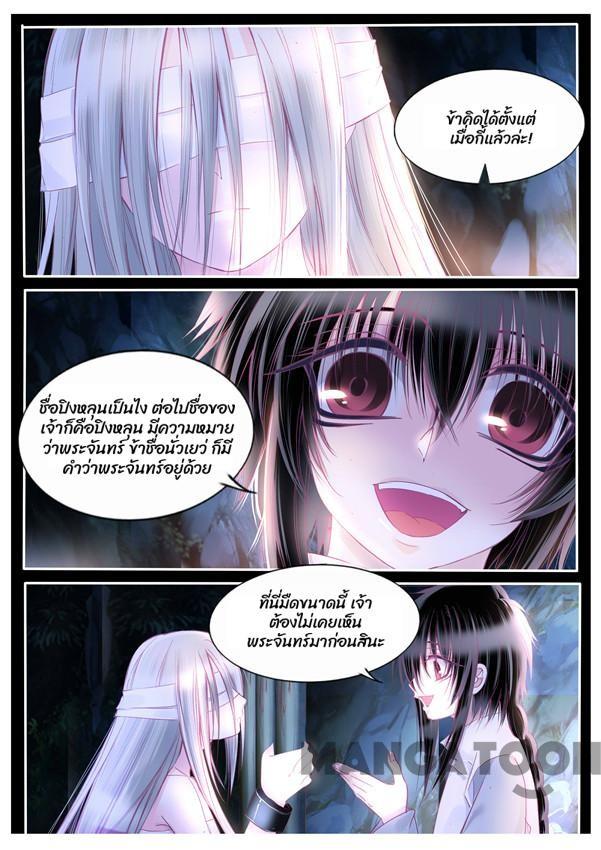 ข้าคิดได้ตั้งแต่
เมื่อกี้แล้วล่ะ!
ชื่อปิงหลุนเป็นไง ต่อไปชื่อของ
เจ้าก็คือปิงหลุน มีความหมาย
ว่าพระจันทร์ ข้าชื่อนั่วเยว่ ก็มี
คำว่าพระจันทร์อยู่ด้วย
ที่นี่มืดขนาดนี้ เจ้า
ต้องไม่เคยเห็น
พระจันทร์มาก่อนสินะ
MANGATOON